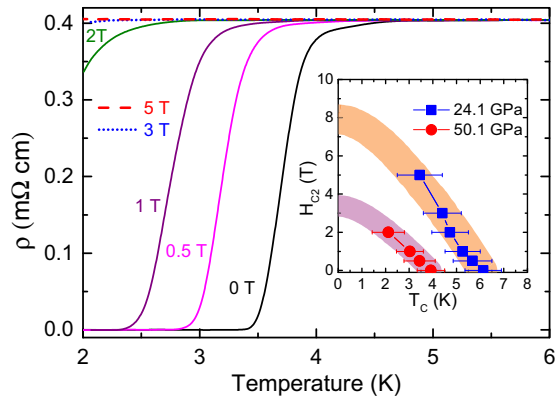 0.4
0.3
0.2
0.1
0.0
ρ (mΩ cm)
2T
5 T
3 T
1 T
0.5 T
0 T
2 3 4 5 6
Temperature (K)
10
8
6
4
2
0
H_C2 (T)
24.1 GPa
50.1 GPa
0 1 2 3 4 5 6 7 8
T_C (K)